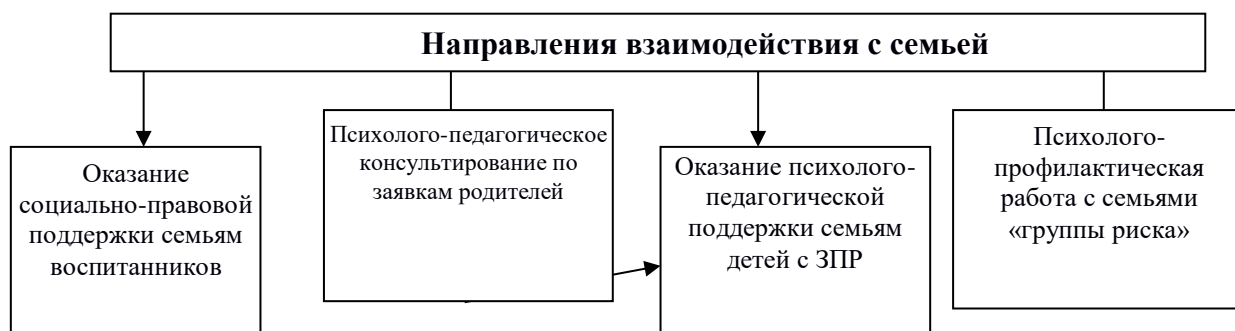 Направления взаимодействия с семьей
Оказание
социально-правовой
поддержки семьям
воспитанников
Психолого-педагогическое
консультирование по
заявкам родителей
Оказание психолого-
педагогической
поддержки семьям
детей с ЗПР
Психолого-
профилактическая
работа с семьями
«группы риска»